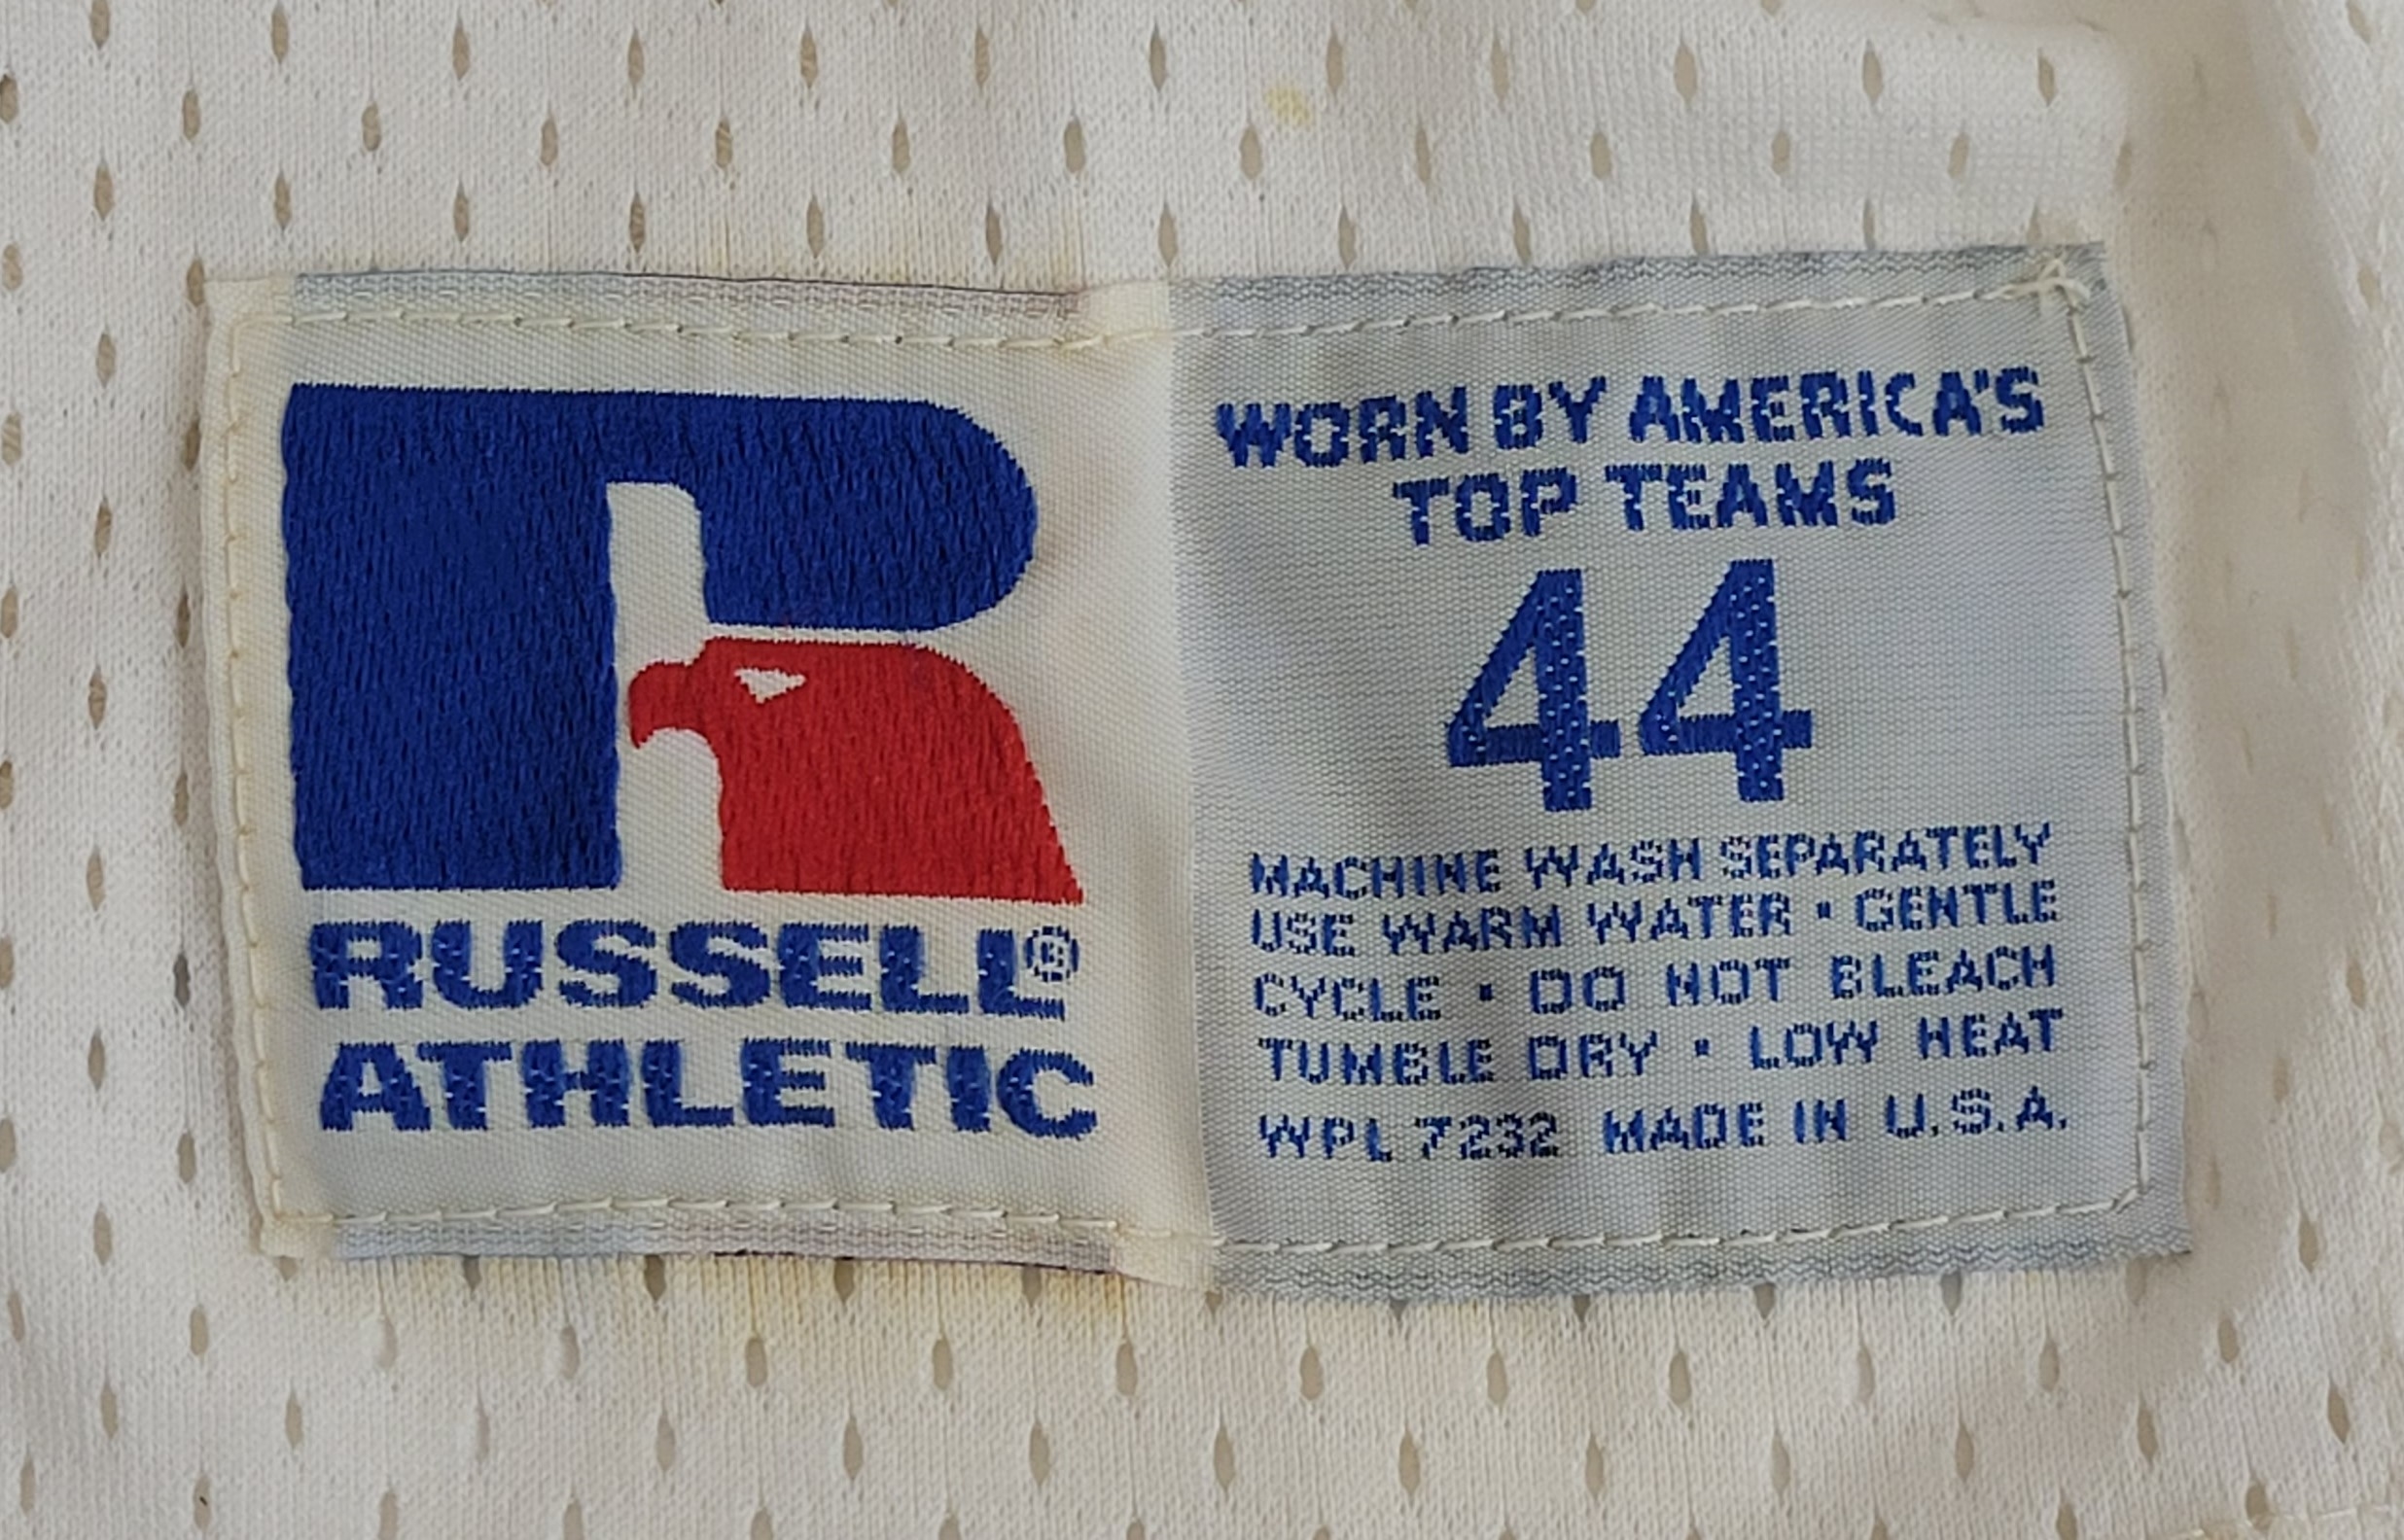 RUSSELL®
ATHLETIC
WORN BY AMERICA'S
TOP TEAMS
44
MACHINE WASH SEPARATELY
USE WARM WATER · GENTLE
CYCLE · DO NOT BLEACH
TUMBLE DRY · LOW HEAT
WPL 7232 MADE IN U.S.A.